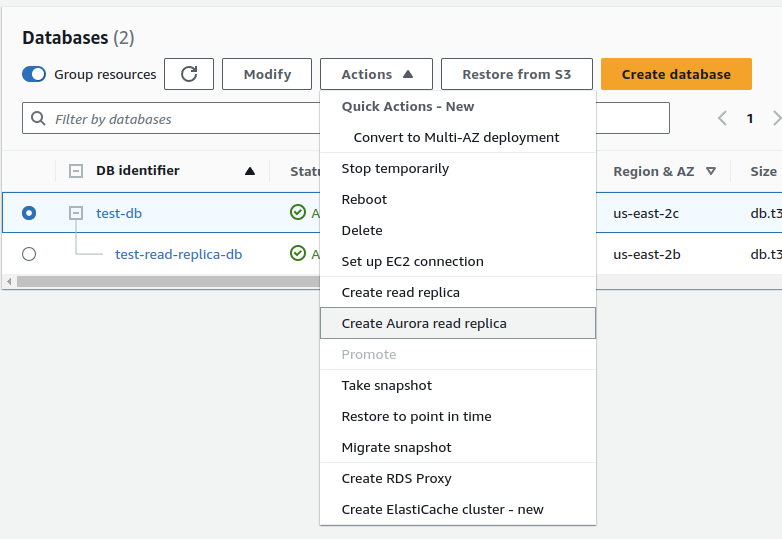 Databases (2)
Group resources
Modify
Actions
Restore from S3
Create database
Filter by databases
1
DB identifier
Statu
Region & AZ
Size
test-db
A
us-east-2c
db.t3
test-read-replica-db
A
us-east-2b
db.t3
Quick Actions - New
Convert to Multi-AZ deployment
Stop temporarily
Reboot
Delete
Set up EC2 connection
Create read replica
Create Aurora read replica
Promote
Take snapshot
Restore to point in time
Migrate snapshot
Create RDS Proxy
Create ElastiCache cluster - new